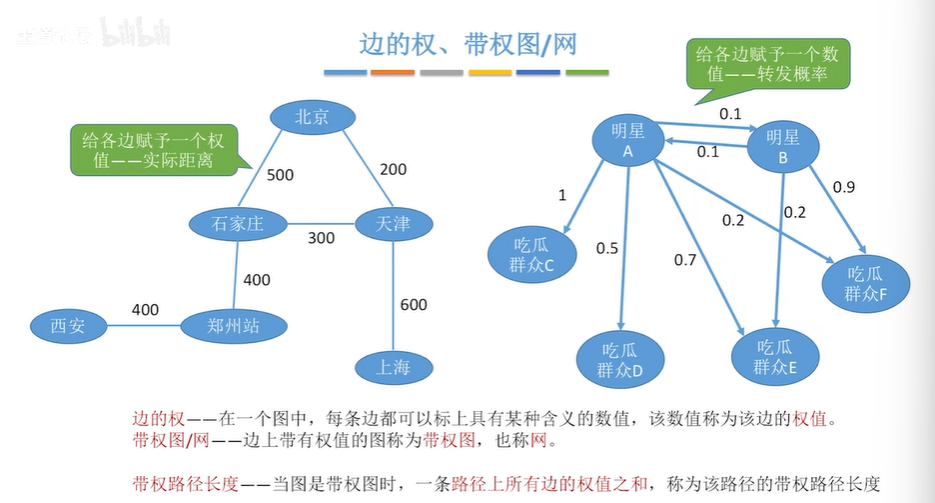 bilibili
边的权、带权图/网
给各边赋予一个数
值——转发概率
给各边赋予一个权
值——实际距离
北京
500
200
石家庄
300
天津
400
600
西安
400
郑州站
上海
明星
A
0.1
0.1
明星
B
1
0.5
0.7
0.2
0.2
0.9
吃瓜
群众C
吃瓜
群众D
吃瓜
群众E
吃瓜
群众F
边的权——在一个图中，每条边都可以标上具有某种含义的数值，该数值称为该边的权值。
带权图/网——边上带有权值的图称为带权图，也称网。
带权路径长度——当图是带权图时，一条路径上所有边的权值之和，称为该路径的带权路径长度